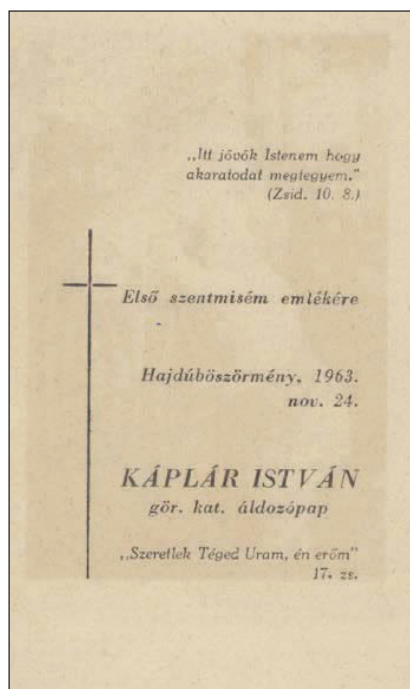 „Itt jövök Istenem hogy
akaratodat megtegyem."
(Zsid. 10. 8.)
Első szentmisém emlékére
Hajdúböszörmény, 1963.
nov. 24.
KÁPLÁR ISTVÁN
gör. kat. áldozópap
„Szeretlek Téged Uram, én erőm"
17. zs.